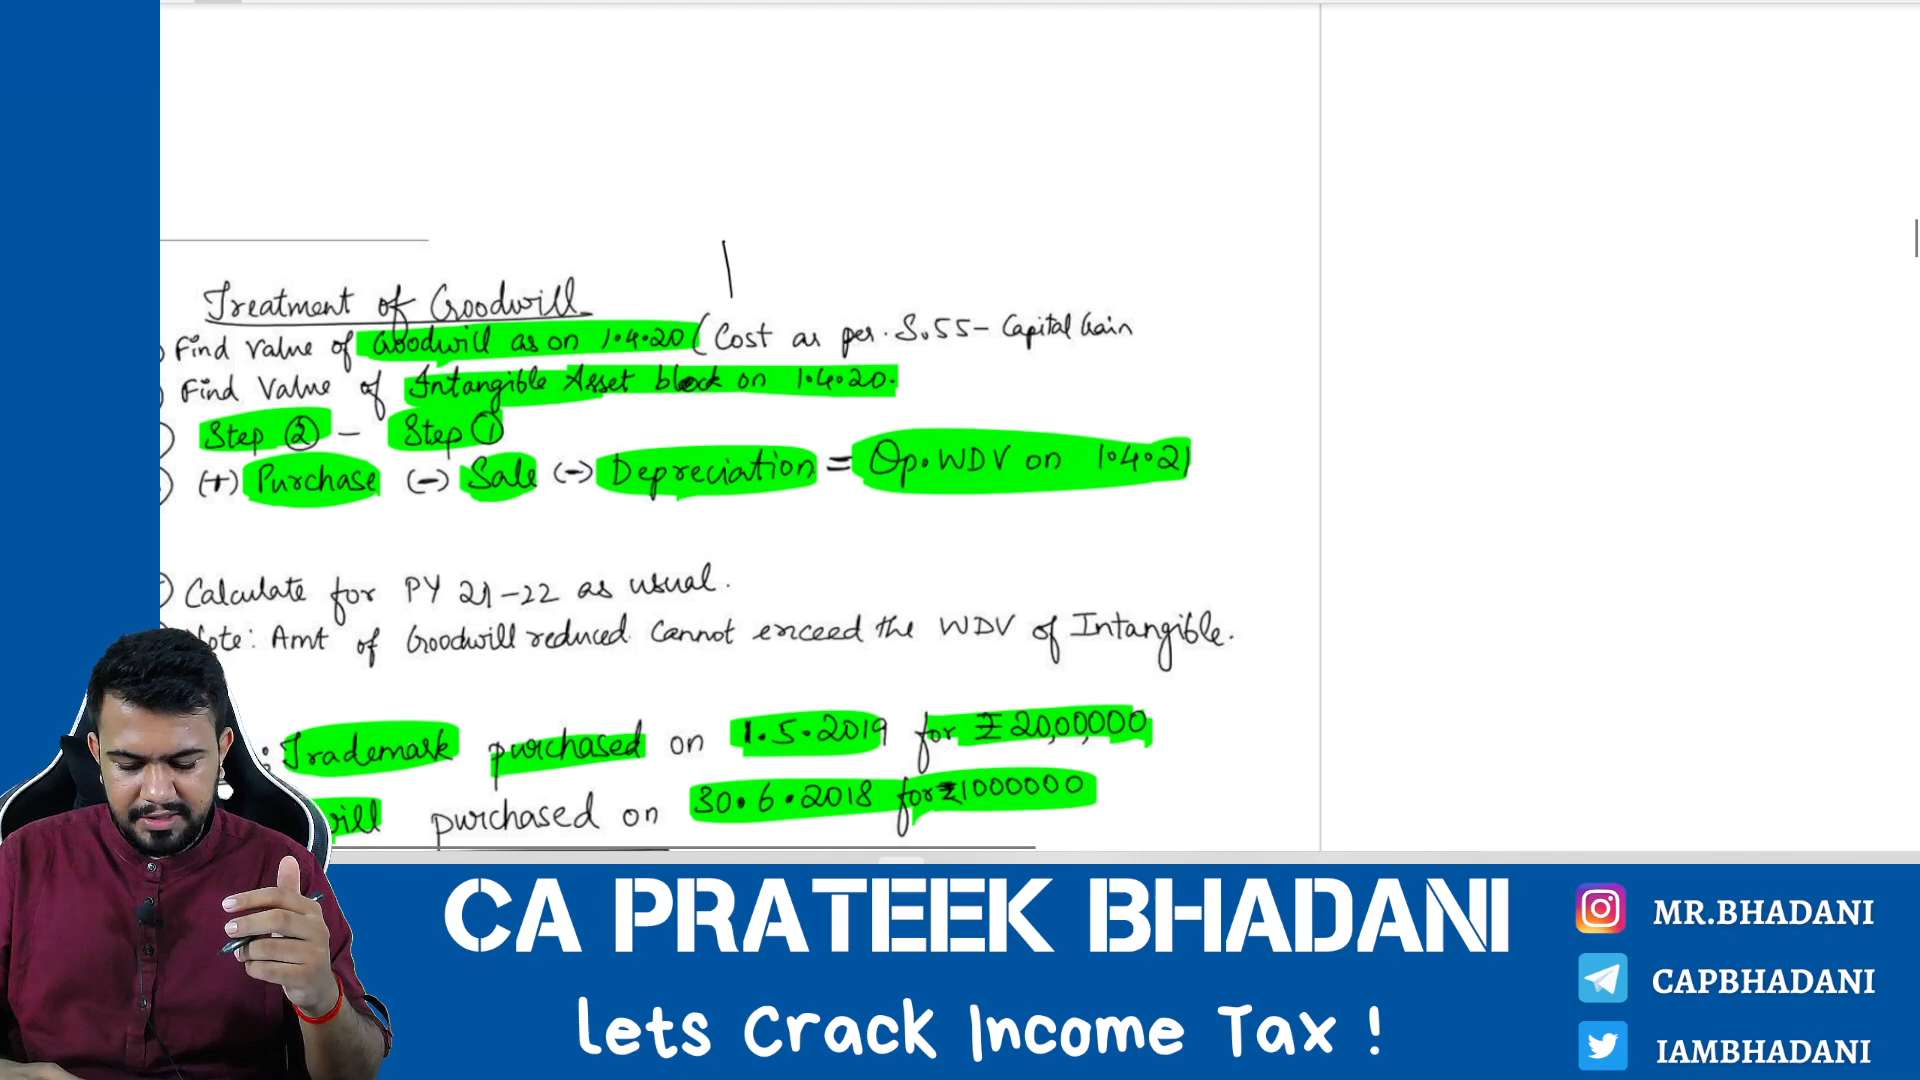 Treatment of Goodwill
Find Value of Goodwill as on 1.4.20 (Cost as per S.55 - Capital Gain
Find Value of Intangible Asset block on 1.4.20.
Step ② - Step ①
(+) Purchase (-) Sale (-) Depreciation = Op. WDV on 1.4.21
Calculate for PY 21-22 as usual.
Note: Amt of Goodwill reduced cannot exceed the WDV of Intangible.
: Trademark purchased on 1.5.2019 for ₹ 20,00,000
will purchased on 30.6.2018 for ₹1000000
CA PRATEEK BHADANI
Lets Crack Income Tax !
MR.BHADANI
CAPBHADANI
IAMBHADANI